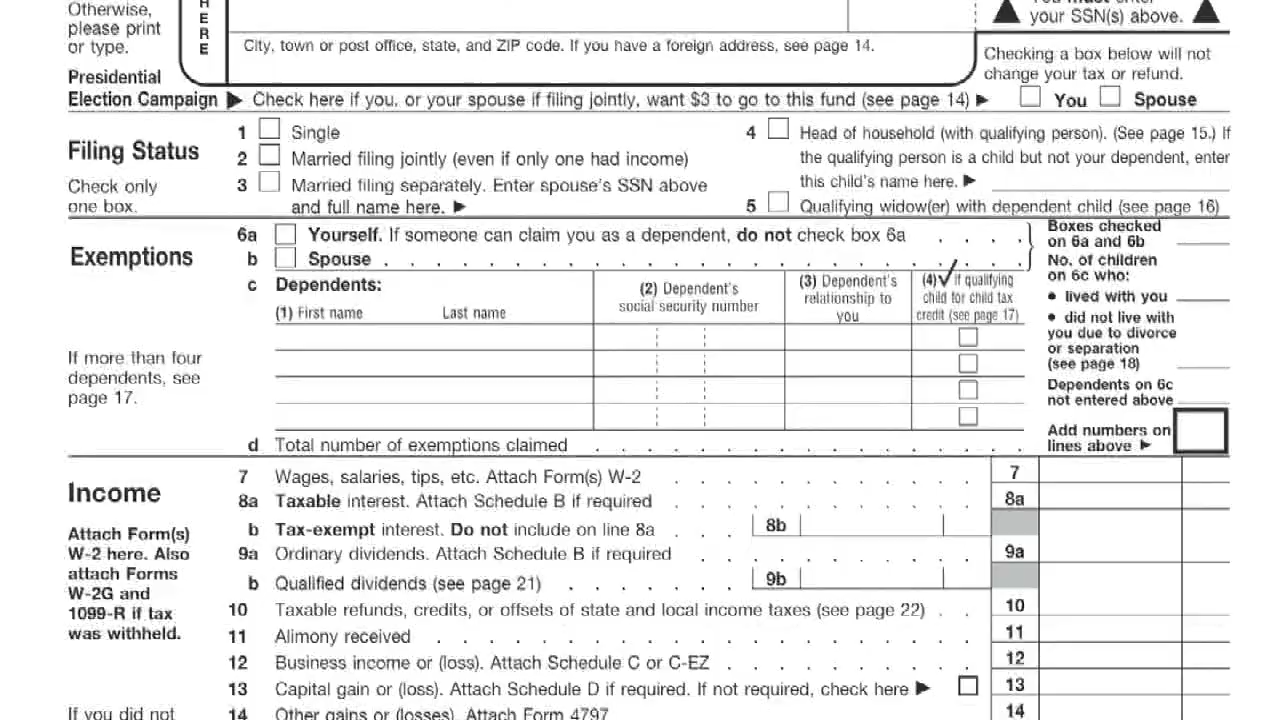 Otherwise,
please print
or type.
H
E
R
E
City, town or post office, state, and ZIP code. If you have a foreign address, see page 14.
You must enter
your SSN(s) above.
Checking a box below will not
change your tax or refund.
Presidential
Election Campaign ▶ Check here if you, or your spouse if filing jointly, want $3 to go to this fund (see page 14) ▶ You Spouse
Filing Status
Check only
one box.
1 Single
2 Married filing jointly (even if only one had income)
3 Married filing separately. Enter spouse's SSN above
and full name here. ▶
4 Head of household (with qualifying person). (See page 15.) If
the qualifying person is a child but not your dependent, enter
this child's name here. ▶
5 Qualifying widow(er) with dependent child (see page 16)
Exemptions
6a Yourself. If someone can claim you as a dependent, do not check box 6a . . . .
b Spouse
c Dependents:
(1) First name Last name
(2) Dependent's
social security number
(3) Dependent's
relationship to
you
(4) ✓ if qualifying
child for child tax
credit (see page 17)
If more than four
dependents, see
page 17.
d Total number of exemptions claimed
Boxes checked
on 6a and 6b
No. of children
on 6c who:
• lived with you
• did not live with
you due to divorce
or separation
(see page 18)
Dependents on 6c
not entered above
Add numbers on
lines above ▶
Income
Attach Form(s)
W-2 here. Also
attach Forms
W-2G and
1099-R if tax
was withheld.
If you did not
7 Wages, salaries, tips, etc. Attach Form(s) W-2 7
8a Taxable interest. Attach Schedule B if required 8a
b Tax-exempt interest. Do not include on line 8a . . . 8b
9a Ordinary dividends. Attach Schedule B if required 9a
b Qualified dividends (see page 21) 9b
10 Taxable refunds, credits, or offsets of state and local income taxes (see page 22) . . 10
11 Alimony received 11
12 Business income or (loss). Attach Schedule C or C-EZ 12
13 Capital gain or (loss). Attach Schedule D if required. If not required, check here ▶ 13
14 Other gains or (losses). Attach Form 4797 14